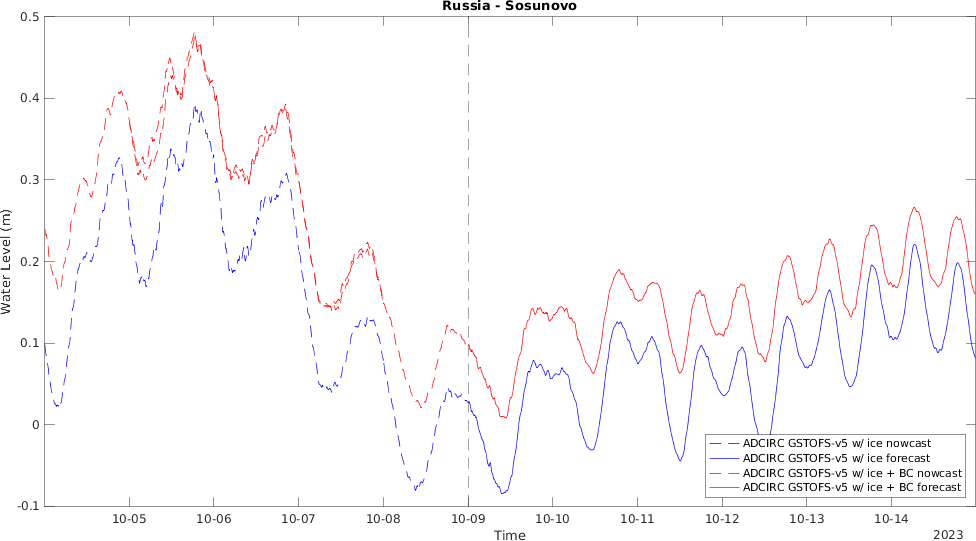 Russia - Sosunovo
0.5
0.4
0.3
0.2
0.1
0
-0.1
Water Level (m)
ADCIRC GSTOFS-v5 w/ ice nowcast
ADCIRC GSTOFS-v5 w/ ice forecast
ADCIRC GSTOFS-v5 w/ ice + BC nowcast
ADCIRC GSTOFS-v5 w/ ice + BC forecast
10-05 10-06 10-07 10-08 10-09 10-10 10-11 10-12 10-13 10-14
Time
2023